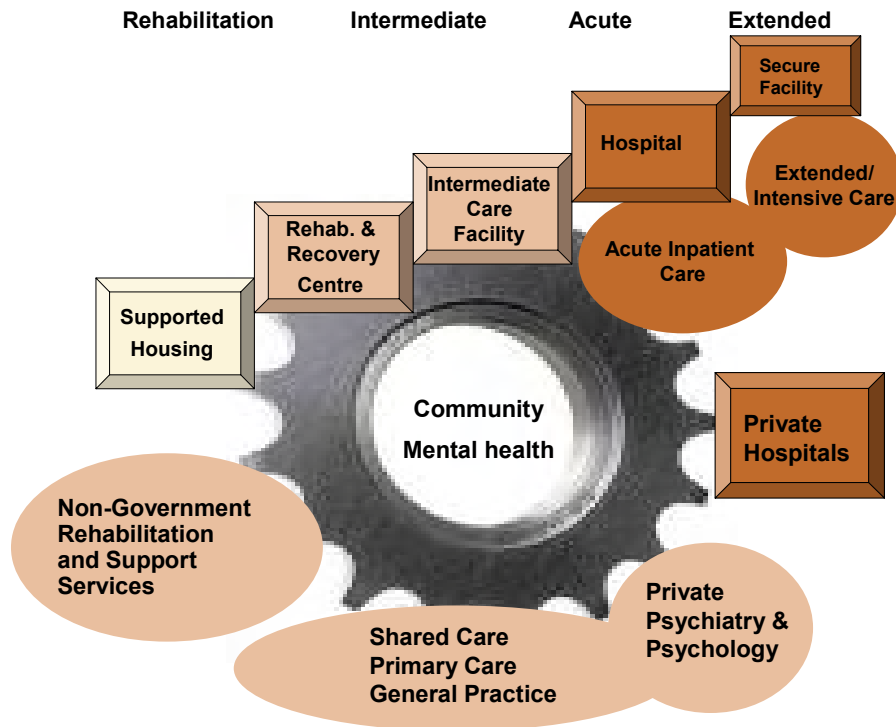 Rehabilitation Intermediate Acute Extended
Secure
Facility
Hospital
Extended/
Intensive Care
Intermediate
Care
Facility
Acute Inpatient
Care
Rehab. &
Recovery
Centre
Supported
Housing
Community
Mental health
Private
Hospitals
Non-Government
Rehabilitation
and Support
Services
Private
Psychiatry &
Psychology
Shared Care
Primary Care
General Practice